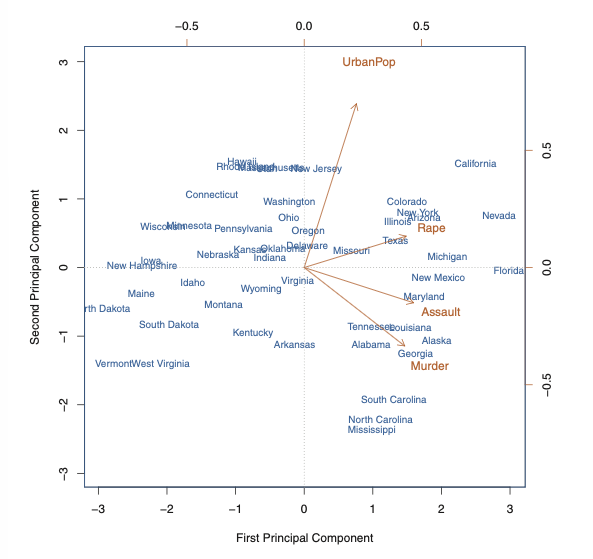 −0.5 0.0 0.5
UrbanPop
3
2
1
0
−1
−2
−3
0.5
0.0
−0.5
Second Principal Component
Hawaii
California
New Jersey
Connecticut
Washington
Colorado
New York
Ohio
Arizona
Nevada
Illinois
Wisconsin
Minnesota
Pennsylvania
Oregon
Rape
Texas
Delaware
Kansas
Oklahoma
Missouri
Nebraska
Indiana
Michigan
Iowa
New Hampshire
Florida
New Mexico
Virginia
Idaho
Wyoming
Maine
Maryland
Montana
rth Dakota
Assault
South Dakota
Tennessee
Louisiana
Kentucky
Alaska
Arkansas
Alabama
Georgia
Vermont
West Virginia
Murder
South Carolina
North Carolina
Mississippi
−3 −2 −1 0 1 2 3
First Principal Component